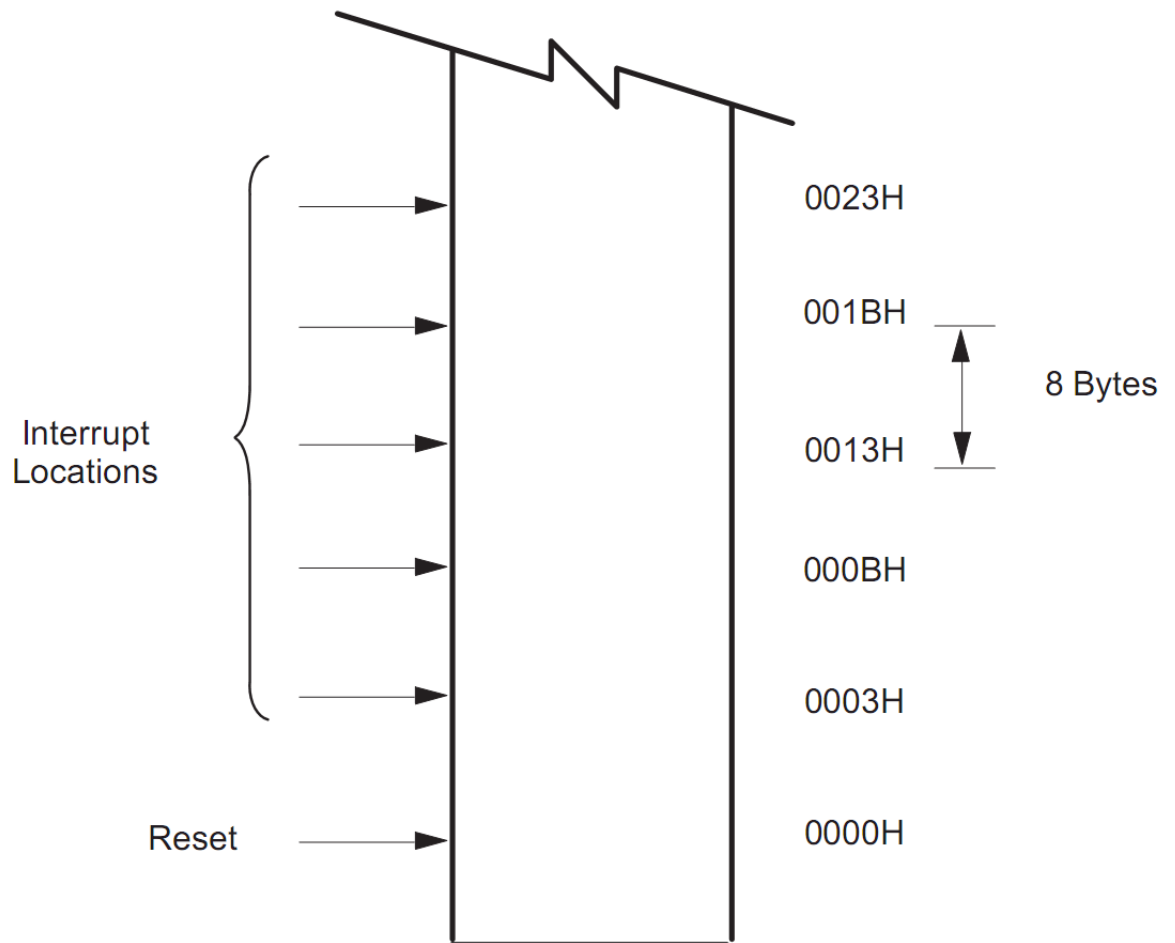 0023H
001BH
8 Bytes
Interrupt
Locations
0013H
000BH
0003H
Reset
0000H